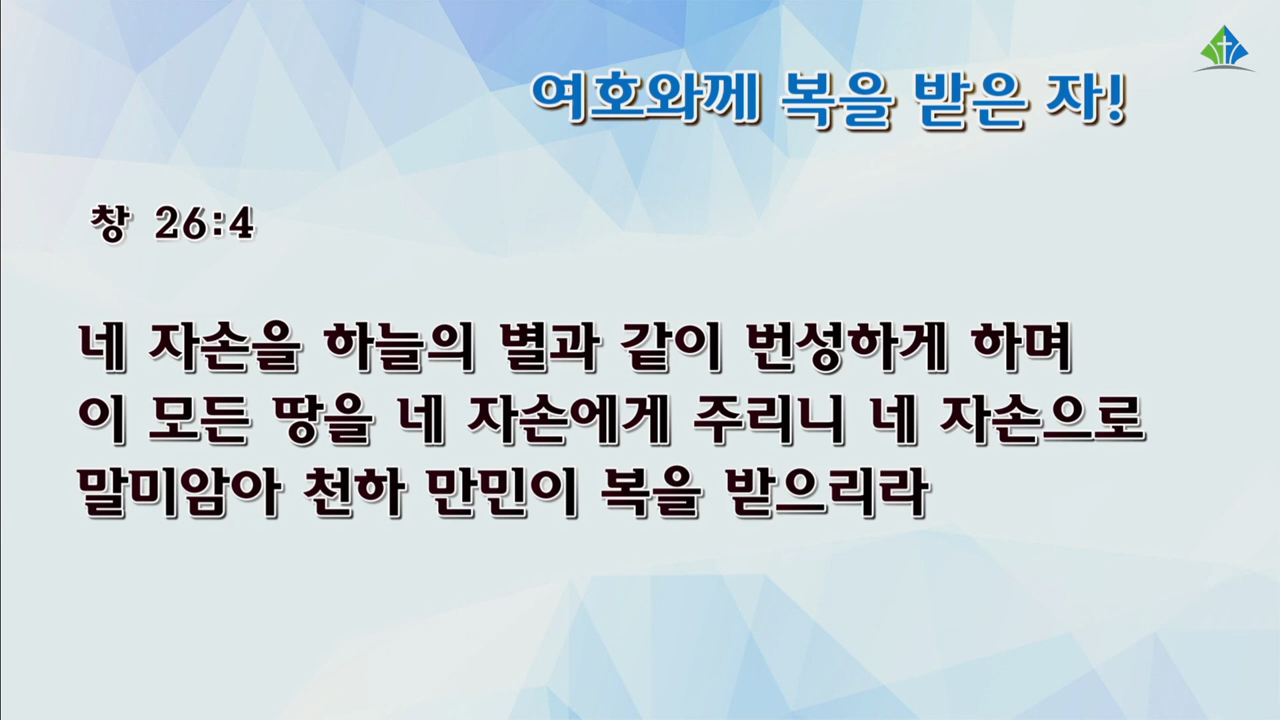 여호와께 복을 받은 자!
창 26:4
네 자손을 하늘의 별과 같이 번성하게 하며
이 모든 땅을 네 자손에게 주리니 네 자손으로
말미암아 천하 만민이 복을 받으리라